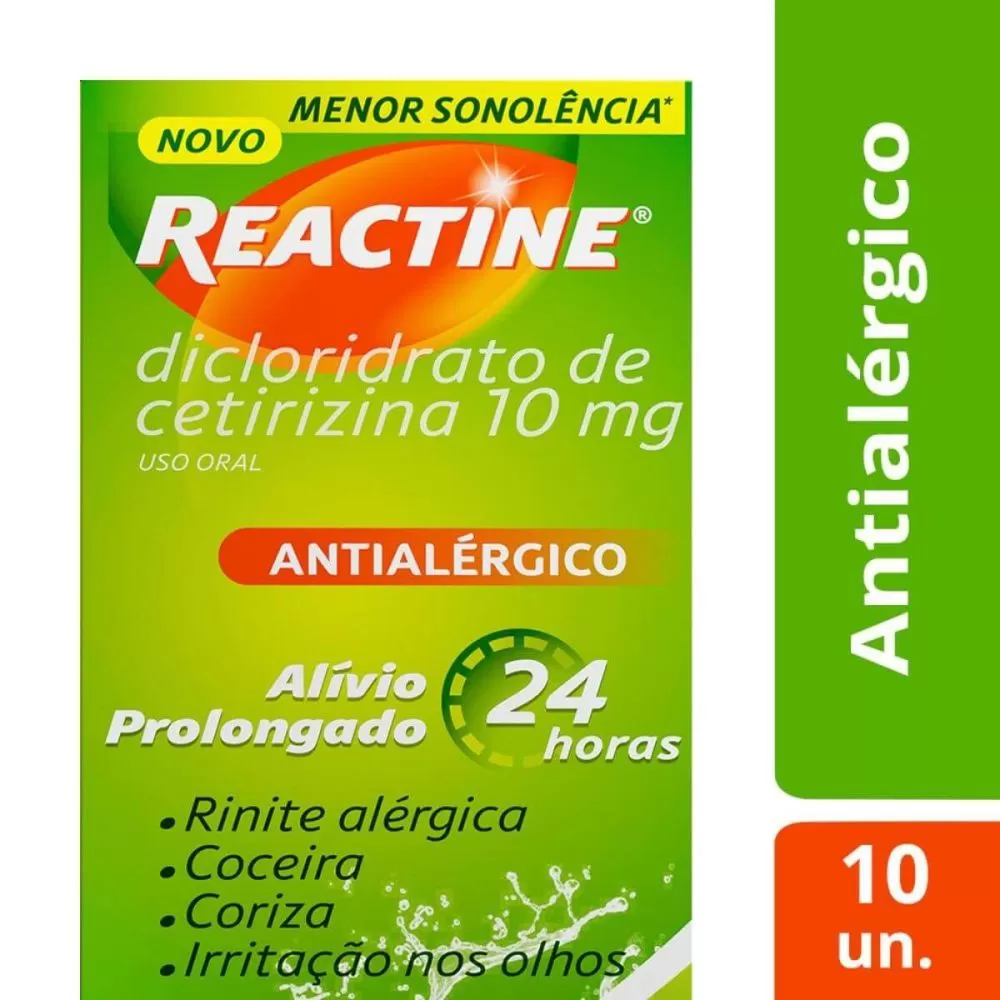 MENOR SONOLÊNCIA*
NOVO
REACTINE®
dicloridrato de
cetirizina 10 mg
USO ORAL
ANTIALÉRGICO
Alívio
Prolongado
24
horas
• Rinite alérgica
• Coceira
• Coriza
• Irritação nos olhos
Antialérgico
10
un.